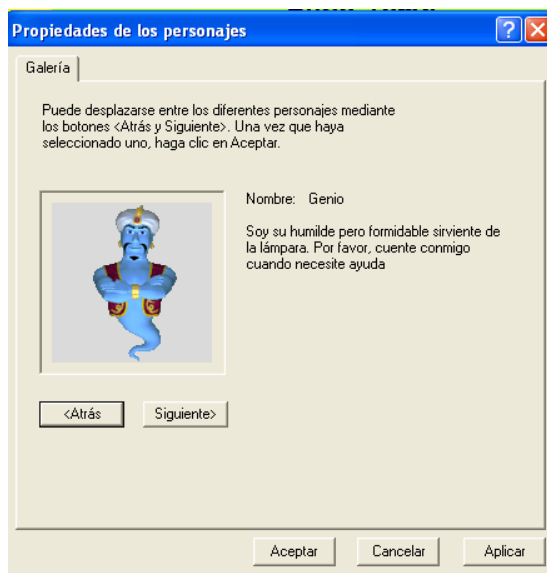 Propiedades de los personajes
Galería
Puede desplazarse entre los diferentes personajes mediante
los botones <Atrás y Siguiente>. Una vez que haya
seleccionado uno, haga clic en Aceptar.
Nombre: Genio
Soy su humilde pero formidable sirviente de
la lámpara. Por favor, cuente conmigo
cuando necesite ayuda
<Atrás Siguiente>
Aceptar Cancelar Aplicar